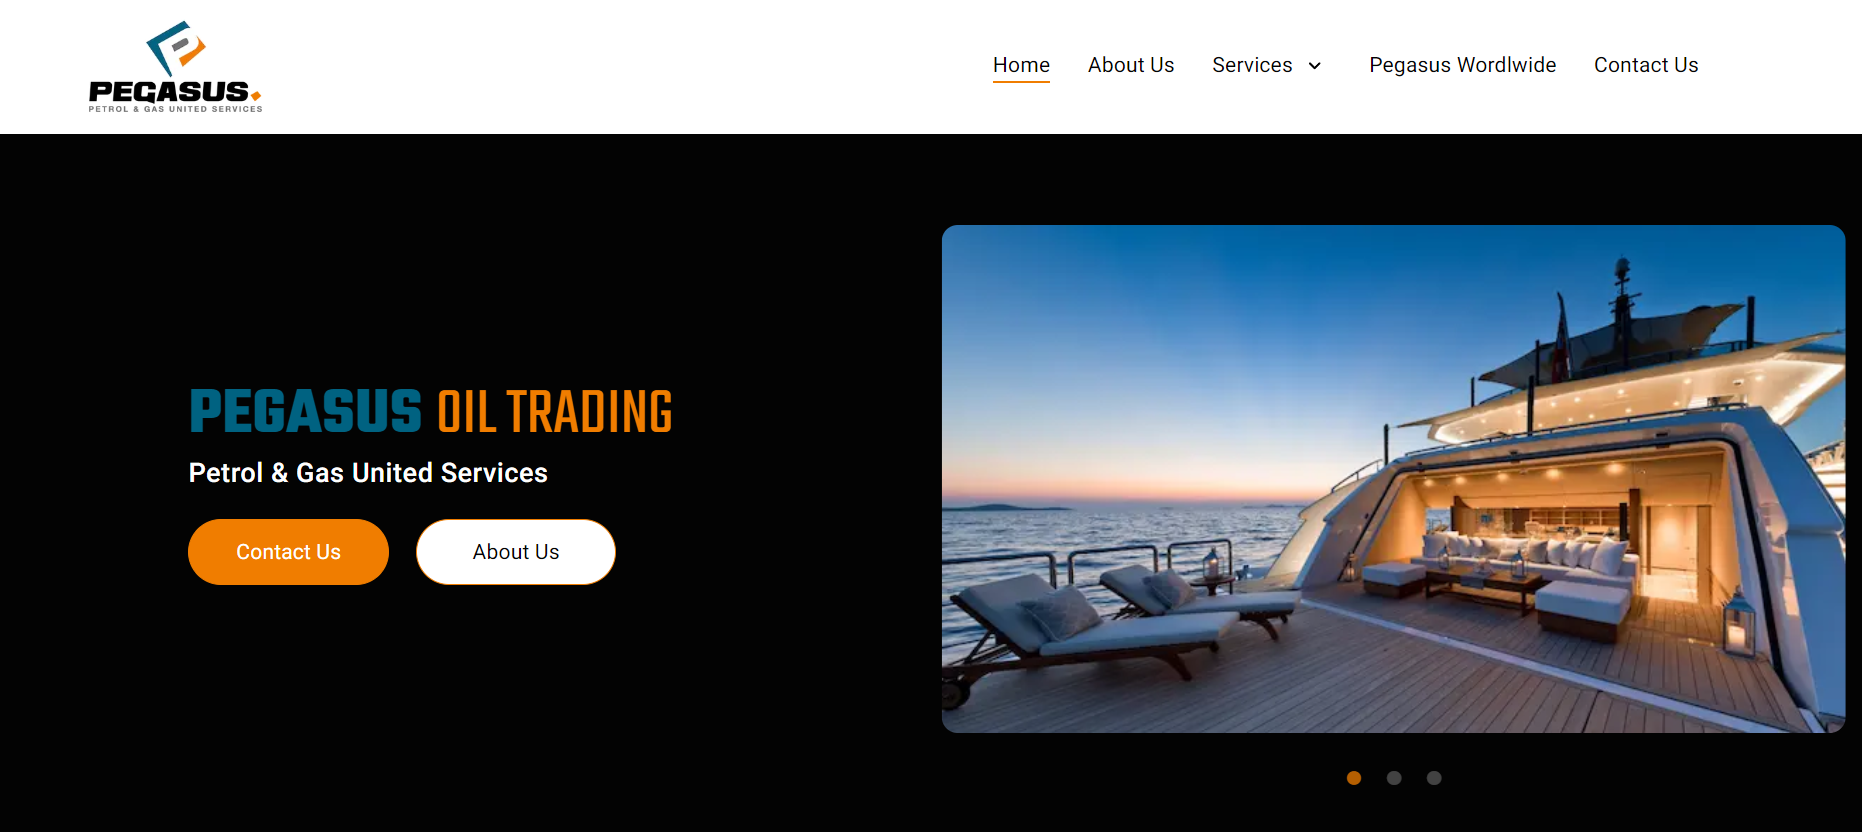 PEGASUS
PETROL & GAS UNITED SERVICES
Home About Us Services Pegasus Wordlwide Contact Us
PEGASUS OIL TRADING
Petrol & Gas United Services
Contact Us About Us